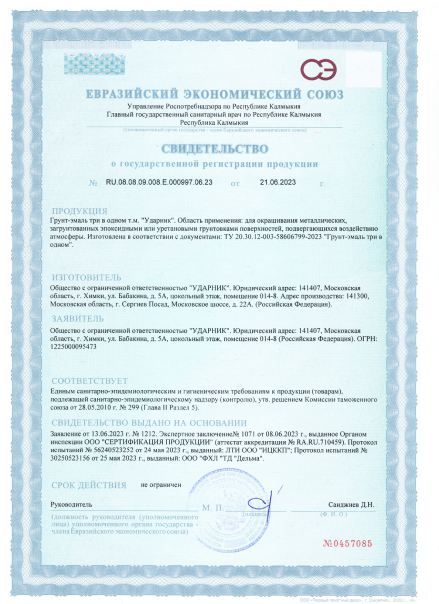 СЭ
ЕВРАЗИЙСКИЙ ЭКОНОМИЧЕСКИЙ СОЮЗ
Управление Роспотребнадзора по Республике Калмыкия
Главный государственный санитарный врач по Республике Калмыкия
Республика Калмыкия
(уполномоченный орган государства - члена Евразийского экономического союза)
СВИДЕТЕЛЬСТВО
о государственной регистрации продукции
№ RU.08.08.09.008.E.000997.06.23 от 21.06.2023 г.
ПРОДУКЦИЯ
Грунт-эмаль три в одном т.м. "Ударник". Область применения: для окрашивания металлических,
загрунтованных эпоксидными или уретановыми грунтовками поверхностей, подвергающихся воздействию
атмосферы. Изготовлена в соответствии с документами: ТУ 20.30.12-003-58606799-2023 "Грунт-эмаль три в
одном".
ИЗГОТОВИТЕЛЬ
Общество с ограниченной ответственностью "УДАРНИК". Юридический адрес: 141407, Московская
область, г. Химки, ул. Бабакина, д. 5А, цокольный этаж, помещение 014-8. Адрес производство: 141300,
Московская область, г. Сергиев Посад, Московское шоссе, д. 22А. (Российская Федерация).
ЗАЯВИТЕЛЬ
Общество с ограниченной ответственностью "УДАРНИК". Юридический адрес: 141407, Московская
область, г. Химки, ул. Бабакина, д. 5А, цокольный этаж, помещение 014-8 (Российская Федерация). ОГРН:
1225000095473
СООТВЕТСТВУЕТ
Единым санитарно-эпидемиологическим и гигиеническим требованиям к продукции (товарам),
подлежащей санитарно-эпидемиологическому надзору (контролю), утв. решением Комиссии таможенного
союза от 28.05.2010 г. № 299 (Глава II Раздел 5).
СВИДЕТЕЛЬСТВО ВЫДАНО НА ОСНОВАНИИ
Заявление от 13.06.2023 г. № 1212. Экспертное заключение№ 1071 от 08.06.2023 г., выданное Органом
инспекции ООО "СЕРТИФИКАЦИЯ ПРОДУКЦИИ" (аттестат аккредитации № RA.RU.710459). Протокол
испытаний № 56240523252 от 24 мая 2023 г., выданный: ЛТИ ООО "ИЦККП"; Протокол испытаний №
30250523156 от 25 мая 2023 г., выданный: ООО "ФХЛ "ТД "Дельма".
СРОК ДЕЙСТВИЯ не ограничен
Руководитель М. П. Санджиев Д.Н.
(подпись) (Ф. И. О.)
(должность руководителя (уполномоченного
лица) уполномоченного органа государства -
члена Евразийского экономического союза)
№0457085